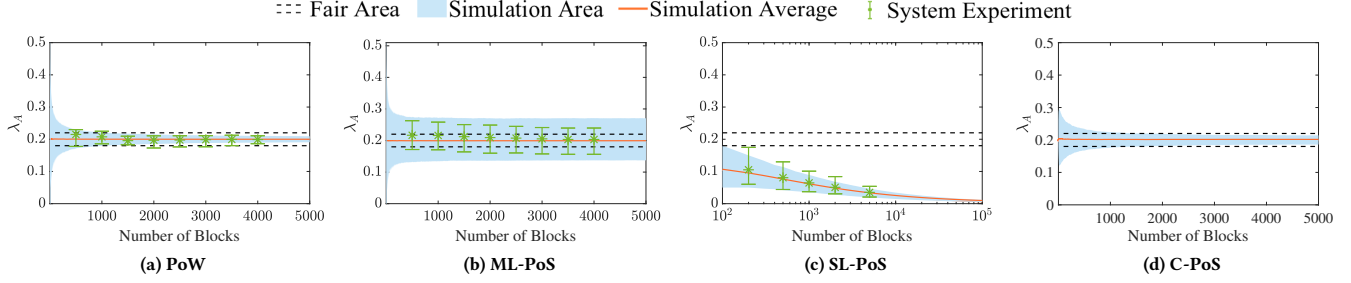 Fair Area Simulation Area Simulation Average System Experiment
0.5 0.4 0.3 0.2 0.1 0
λ_A
1000 2000 3000 4000 5000
Number of Blocks
(a) PoW
0.5 0.4 0.3 0.2 0.1 0
λ_A
1000 2000 3000 4000 5000
Number of Blocks
(b) ML-PoS
0.5 0.4 0.3 0.2 0.1 0
λ_A
10² 10³ 10⁴ 10⁵
Number of Blocks
(c) SL-PoS
0.5 0.4 0.3 0.2 0.1 0
λ_A
1000 2000 3000 4000 5000
Number of Blocks
(d) C-PoS